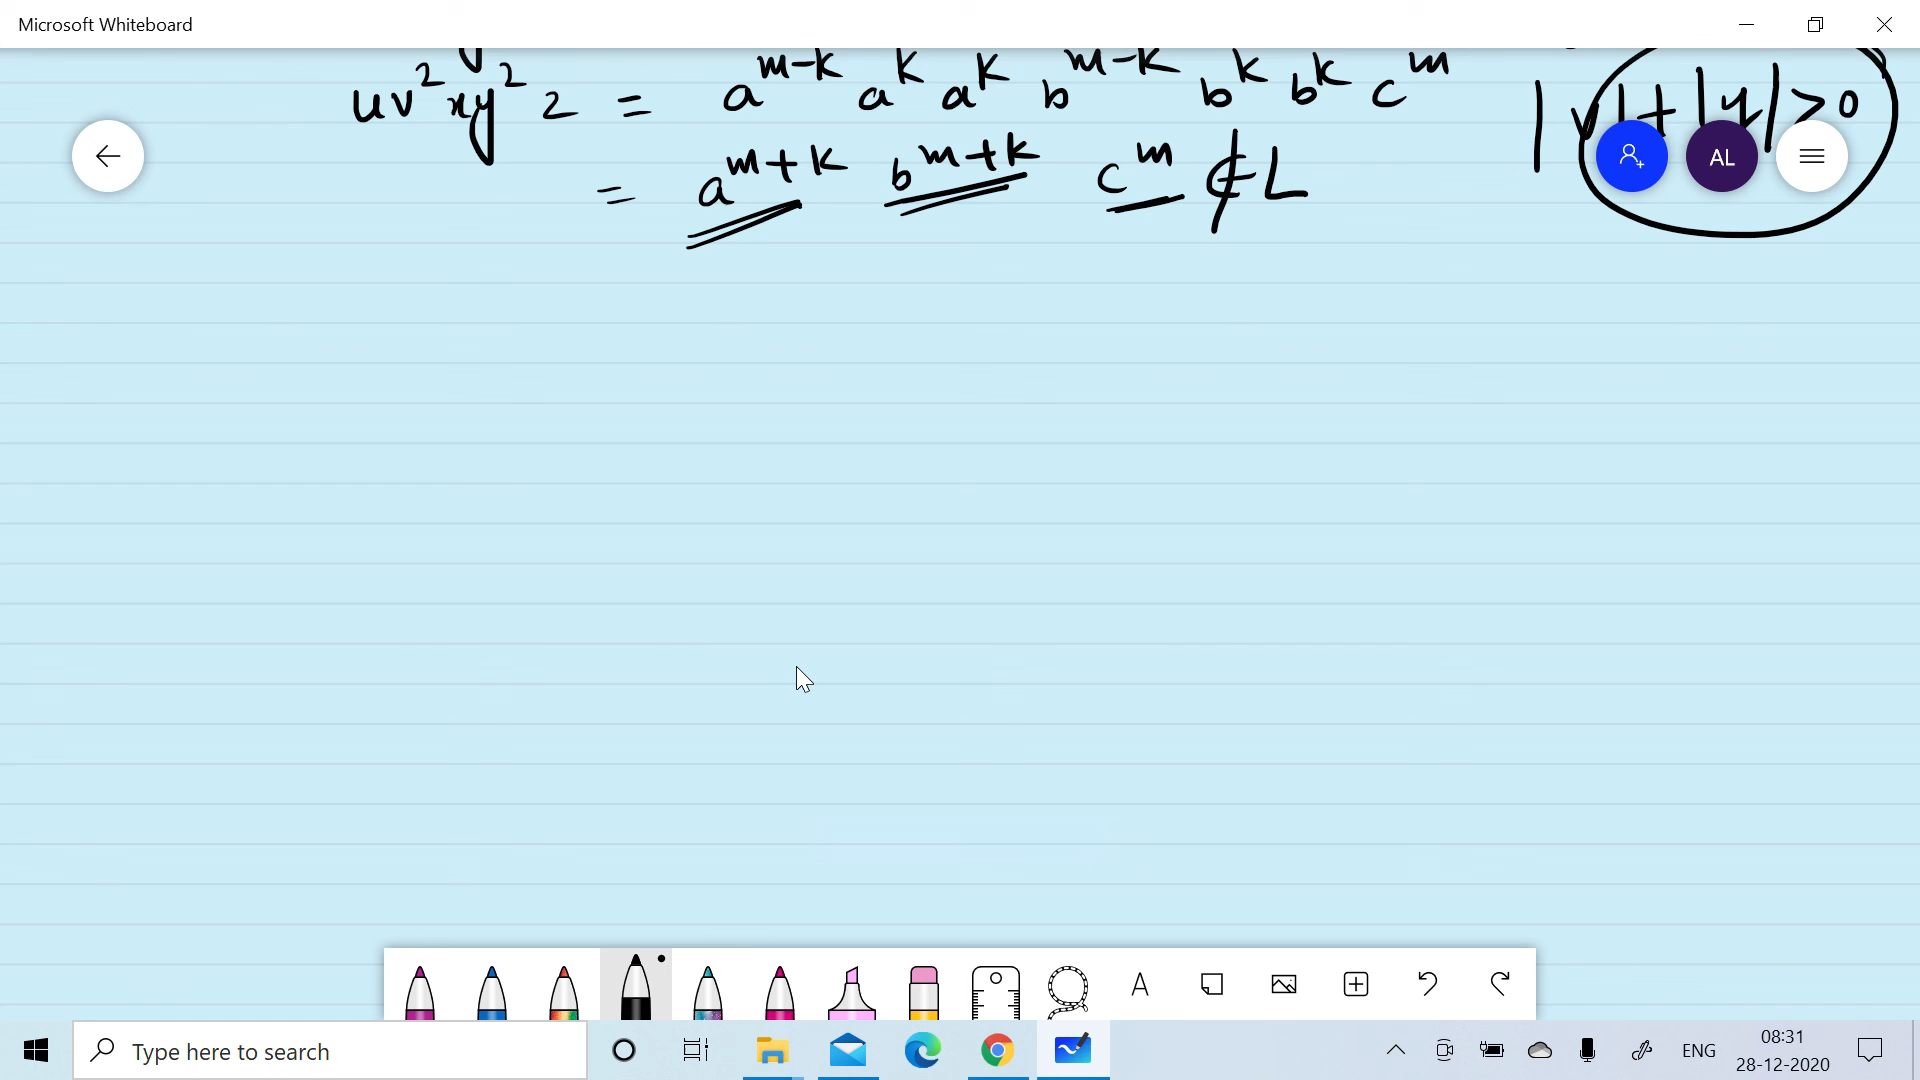 Microsoft Whiteboard
uv²xy²z = a^{m-k} a^k a^k b^{m-k} b^k b^k c^m
|v|+|y|>0
= a^{m+k} b^{m+k} c^m ∉ L
AL
A
Type here to search
ENG
08:31
28-12-2020